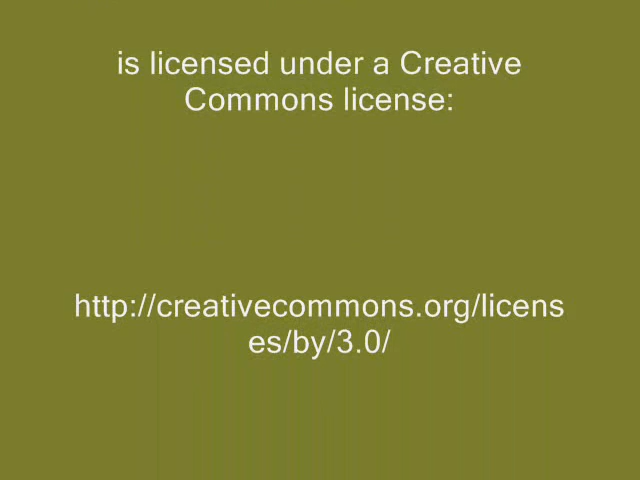 is licensed under a Creative
Commons license:
http://creativecommons.org/licens
es/by/3.0/